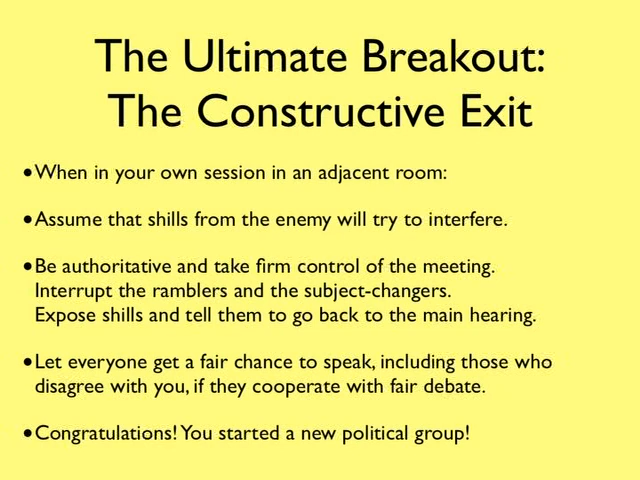 The Ultimate Breakout:
The Constructive Exit
•When in your own session in an adjacent room:
•Assume that shills from the enemy will try to interfere.
•Be authoritative and take firm control of the meeting.
Interrupt the ramblers and the subject-changers.
Expose shills and tell them to go back to the main hearing.
•Let everyone get a fair chance to speak, including those who
disagree with you, if they cooperate with fair debate.
•Congratulations! You started a new political group!